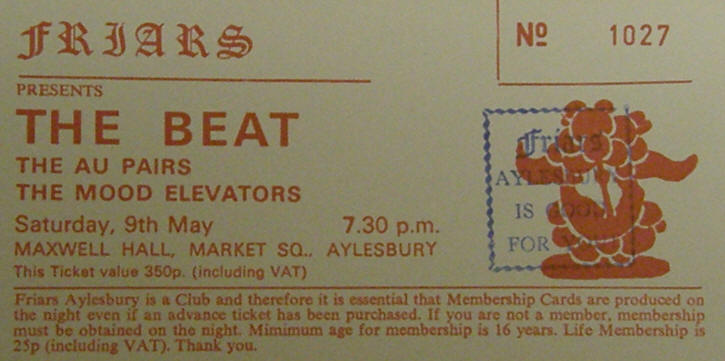 FRIARS
Nº 1027
PRESENTS
THE BEAT
THE AU PAIRS
THE MOOD ELEVATORS
Saturday, 9th May 7.30 p.m.
MAXWELL HALL, MARKET SQ., AYLESBURY
This Ticket value 350p. (including VAT)
Friars
AYLESBURY
IS GOOD
FOR YOU
Friars Aylesbury is a Club and therefore it is essential that Membership Cards are produced on
the night even if an advance ticket has been purchased. If you are not a member, membership
must be obtained on the night. Mimimum age for membership is 16 years. Life Membership is
25p (including VAT). Thank you.